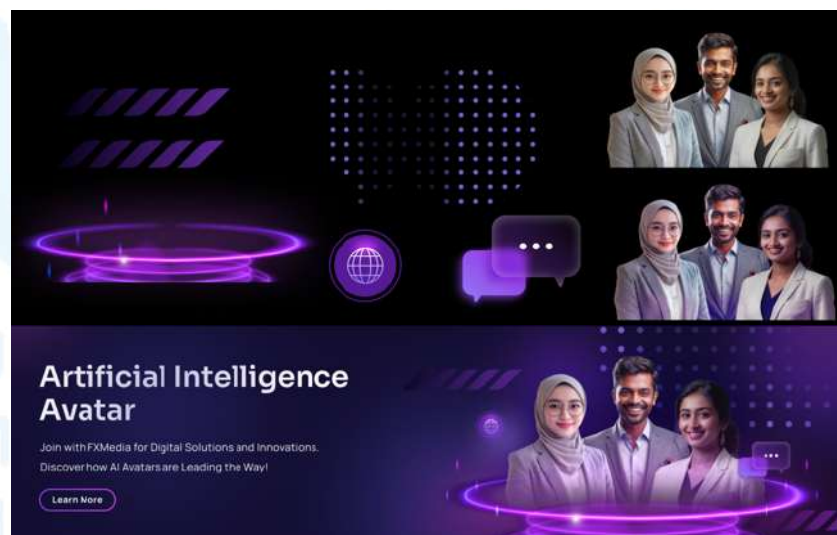 Artificial Intelligence
Avatar
Join with FXMedia for Digital Solutions and Innovations.
Discover how AI Avatars are Leading the Way!
Learn Nore